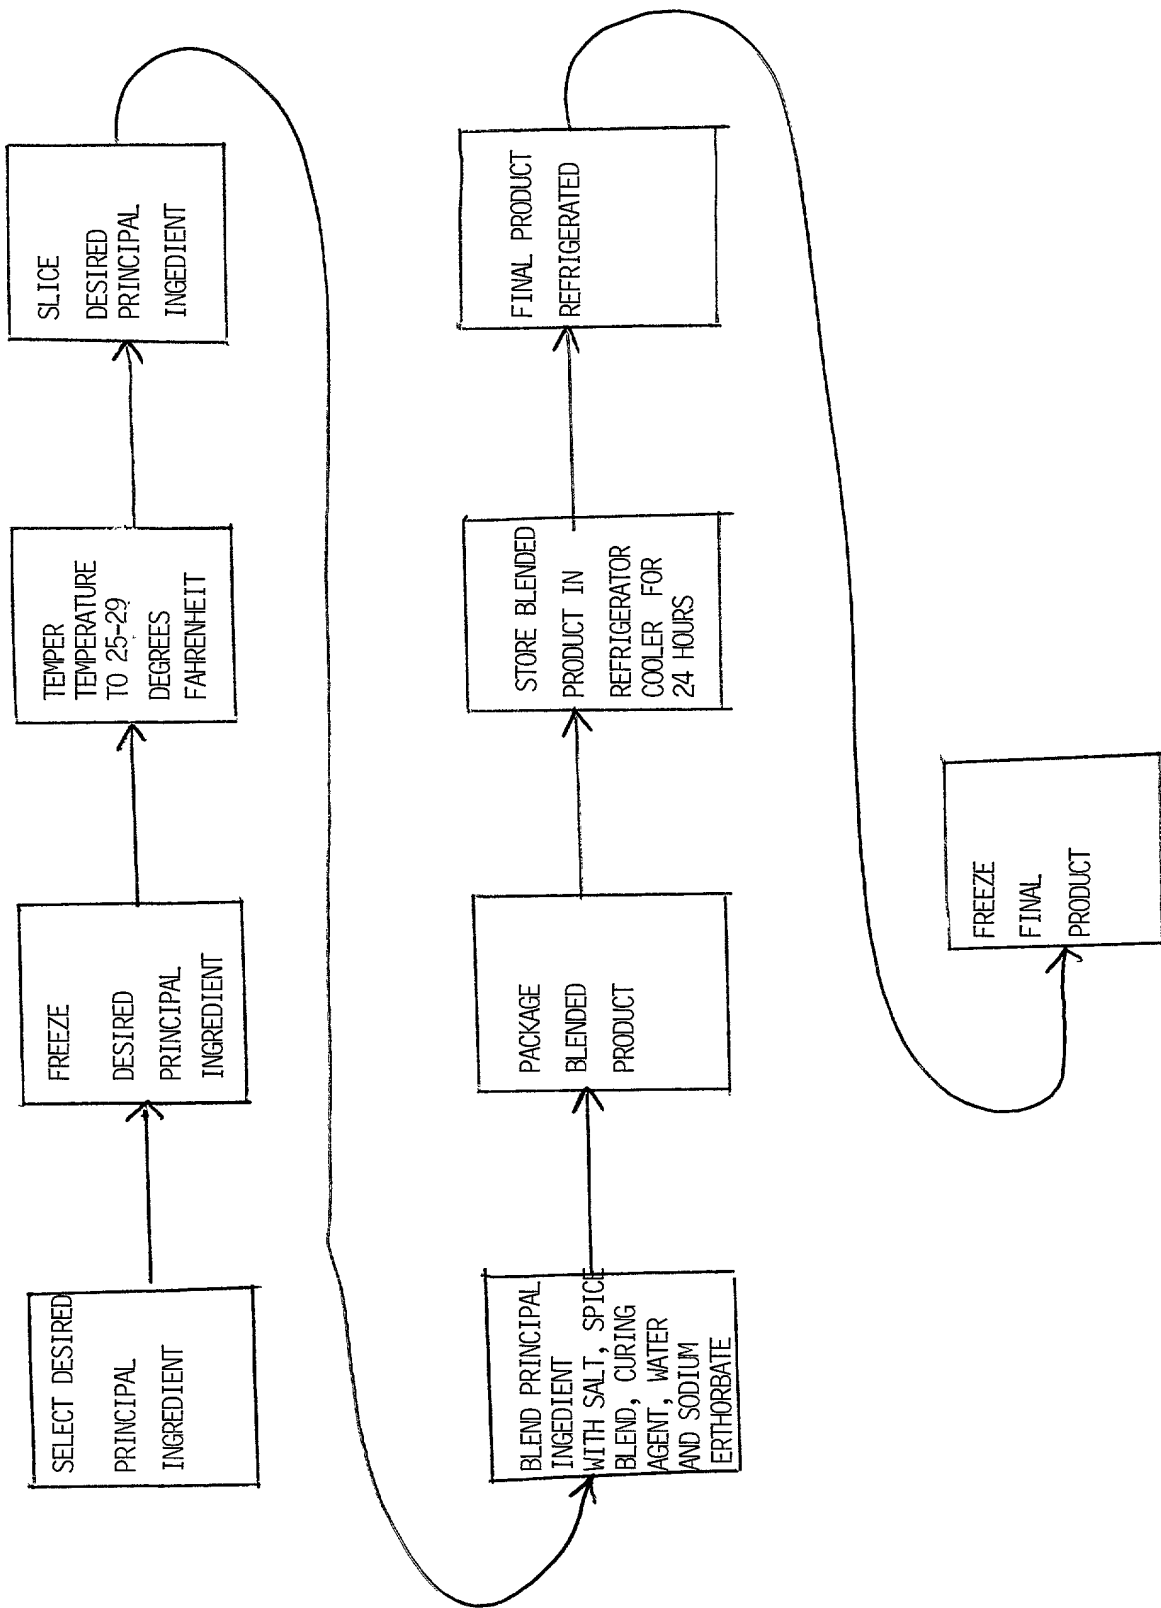 SELECT DESIRED
PRINCIPAL
INGREDIENT
FREEZE
DESIRED
PRINCIPAL
INGREDIENT
TEMPER
TEMPERATURE
TO 25-29
DEGREES
FAHRENHEIT
SLICE
DESIRED
PRINCIPAL
INGEDIENT
BLEND PRINCIPAL
INGEDIENT
WITH SALT, SPICE
BLEND, CURING
AGENT, WATER
AND SODIUM
ERTHORBATE
PACKAGE
BLENDED
PRODUCT
STORE BLENDED
PRODUCT IN
REFRIGERATOR
COOLER FOR
24 HOURS
FINAL PRODUCT
REFRIGERATED
FREEZE
FINAL
PRODUCT